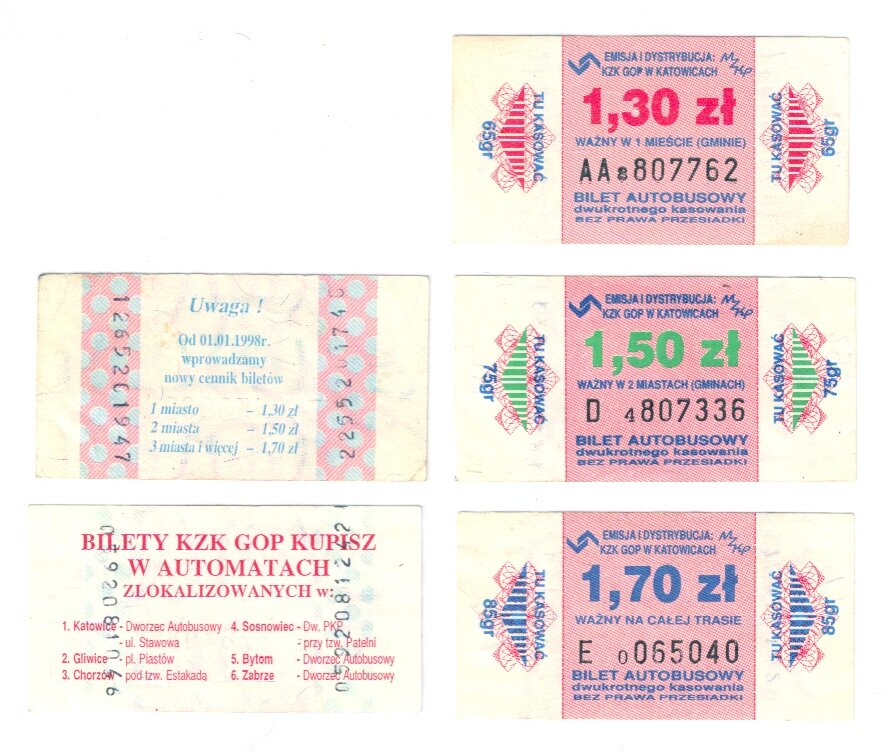 EMISJA I DYSTRYBUCJA: MZKP
KZK GOP W KATOWICACH
1,30 zł
WAŻNY W 1 MIEŚCIE (GMINIE)
AA 8 807762
BILET AUTOBUSOWY
dwukrotnego kasowania
BEZ PRAWA PRZESIADKI
65gr
TU KASOWAĆ
TU KASOWAĆ
65gr
Uwaga !
Od 01.01.1998r.
wprowadzamy
nowy cennik biletów
1 miasto – 1,30 zł
2 miasta – 1,50 zł
3 miasta i więcej – 1,70 zł
EMISJA I DYSTRYBUCJA: MZKP
KZK GOP W KATOWICACH
1,50 zł
WAŻNY W 2 MIASTACH (GMINACH)
D 4 807336
BILET AUTOBUSOWY
dwukrotnego kasowania
BEZ PRAWA PRZESIADKI
75gr
TU KASOWAĆ
TU KASOWAĆ
75gr
BILETY KZK GOP KUPISZ
W AUTOMATACH
ZLOKALIZOWANYCH w:
1. Katowice - Dworzec Autobusowy
- ul. Stawowa
2. Gliwice - pl. Piastów
3. Chorzów - pod tzw. Estakadą
4. Sosnowiec - Dw. PKP
- przy tzw. Patelni
5. Bytom - Dworzec Autobusowy
6. Zabrze - Dworzec Autobusowy
EMISJA I DYSTRYBUCJA: MZKP
KZK GOP W KATOWICACH
1,70 zł
WAŻNY NA CAŁEJ TRASIE
E 0 065040
BILET AUTOBUSOWY
dwukrotnego kasowania
BEZ PRAWA PRZESIADKI
85gr
TU KASOWAĆ
TU KASOWAĆ
85gr